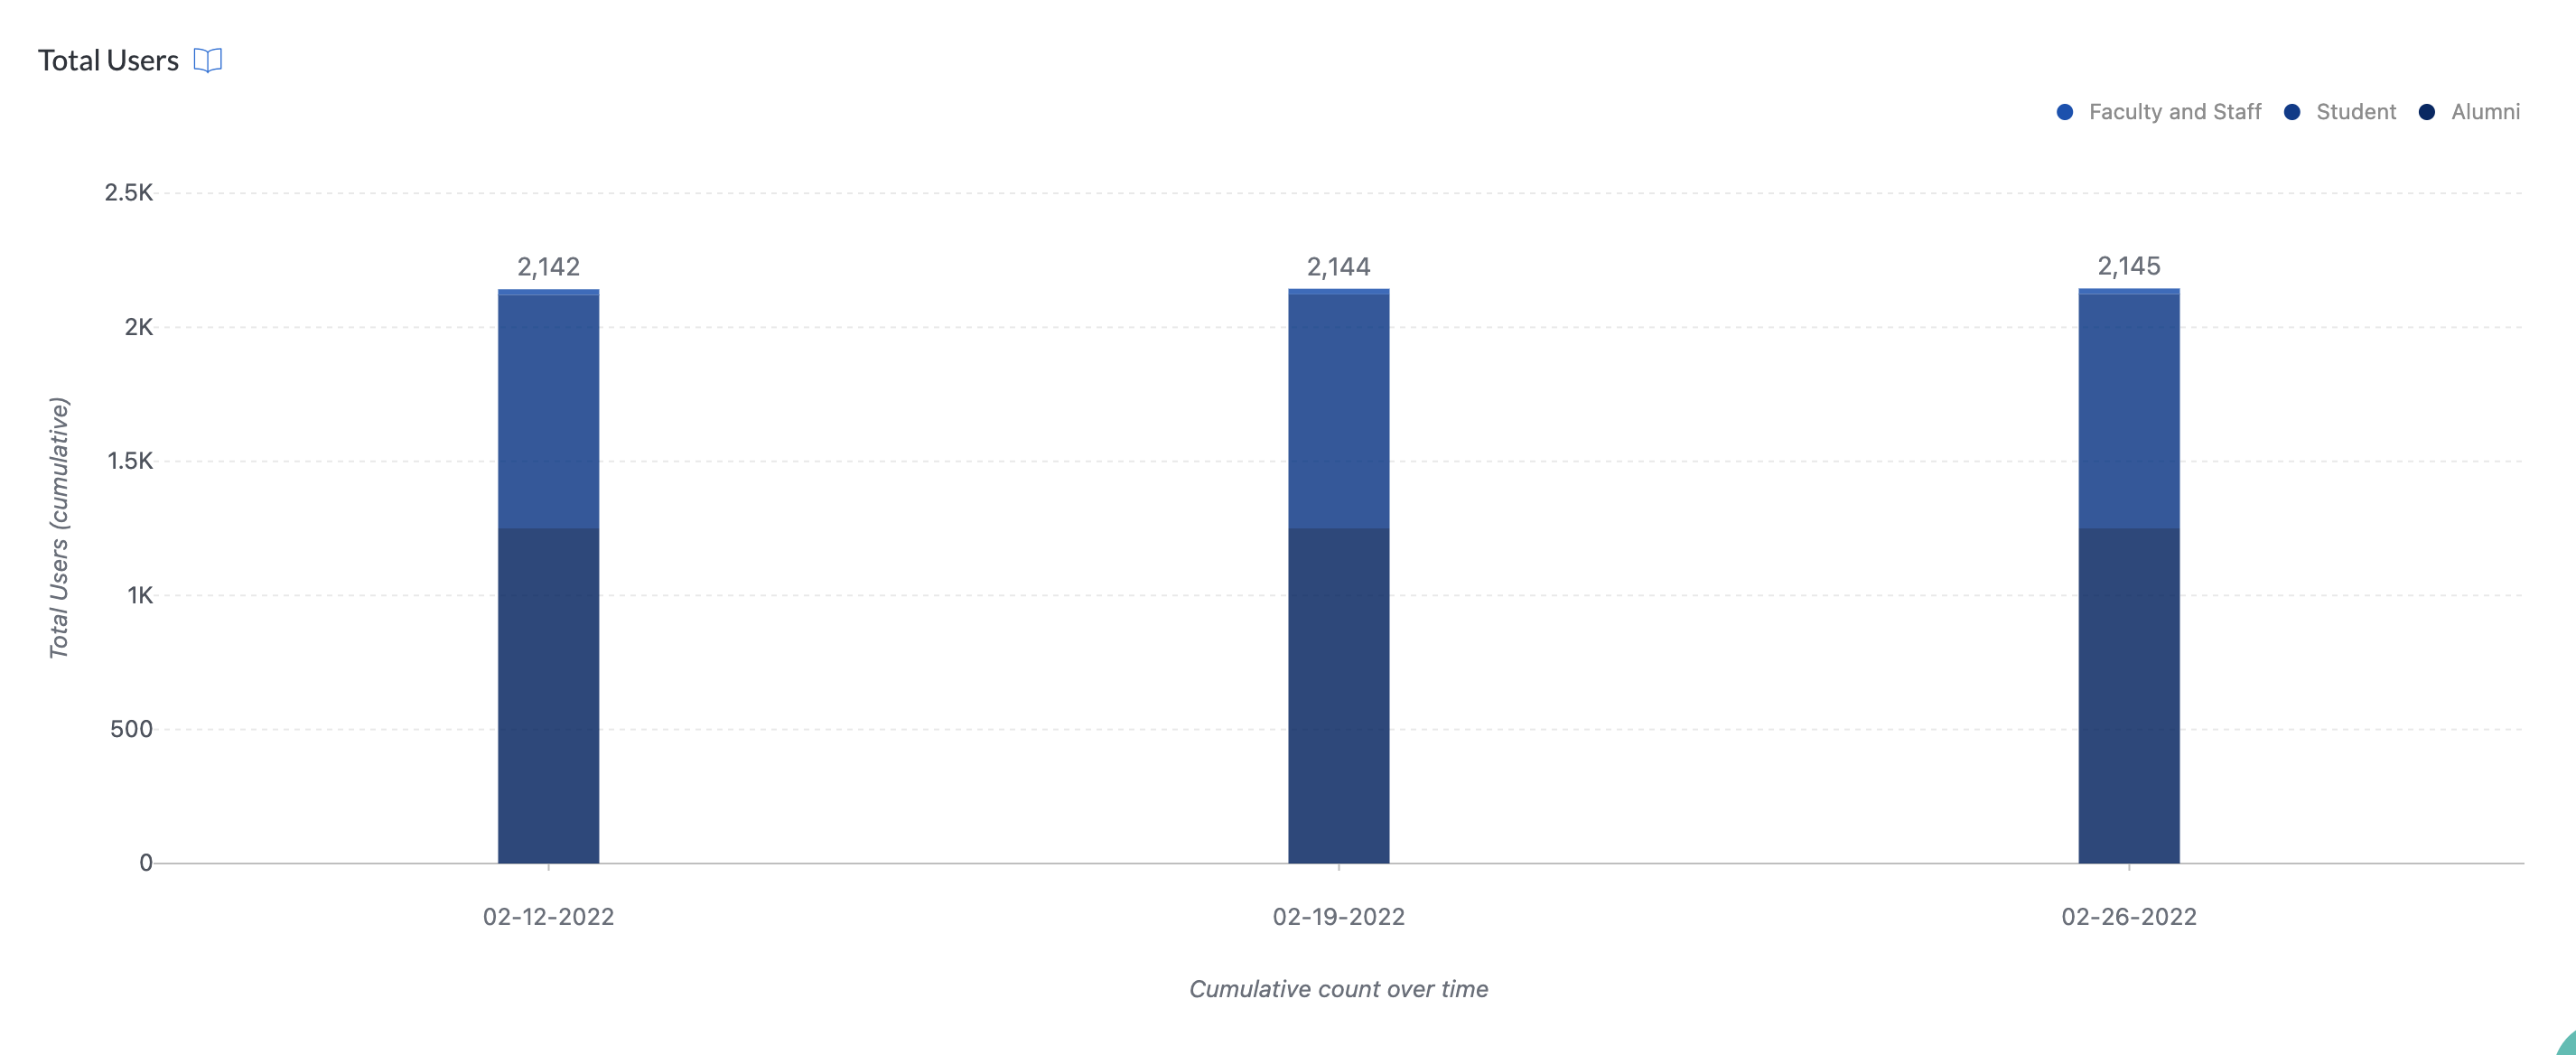 Total Users
Faculty and Staff Student Alumni
2.5K
2,142 2,144 2,145
2K
1.5K
1K
500
0
Total Users (cumulative)
02-12-2022 02-19-2022 02-26-2022
Cumulative count over time